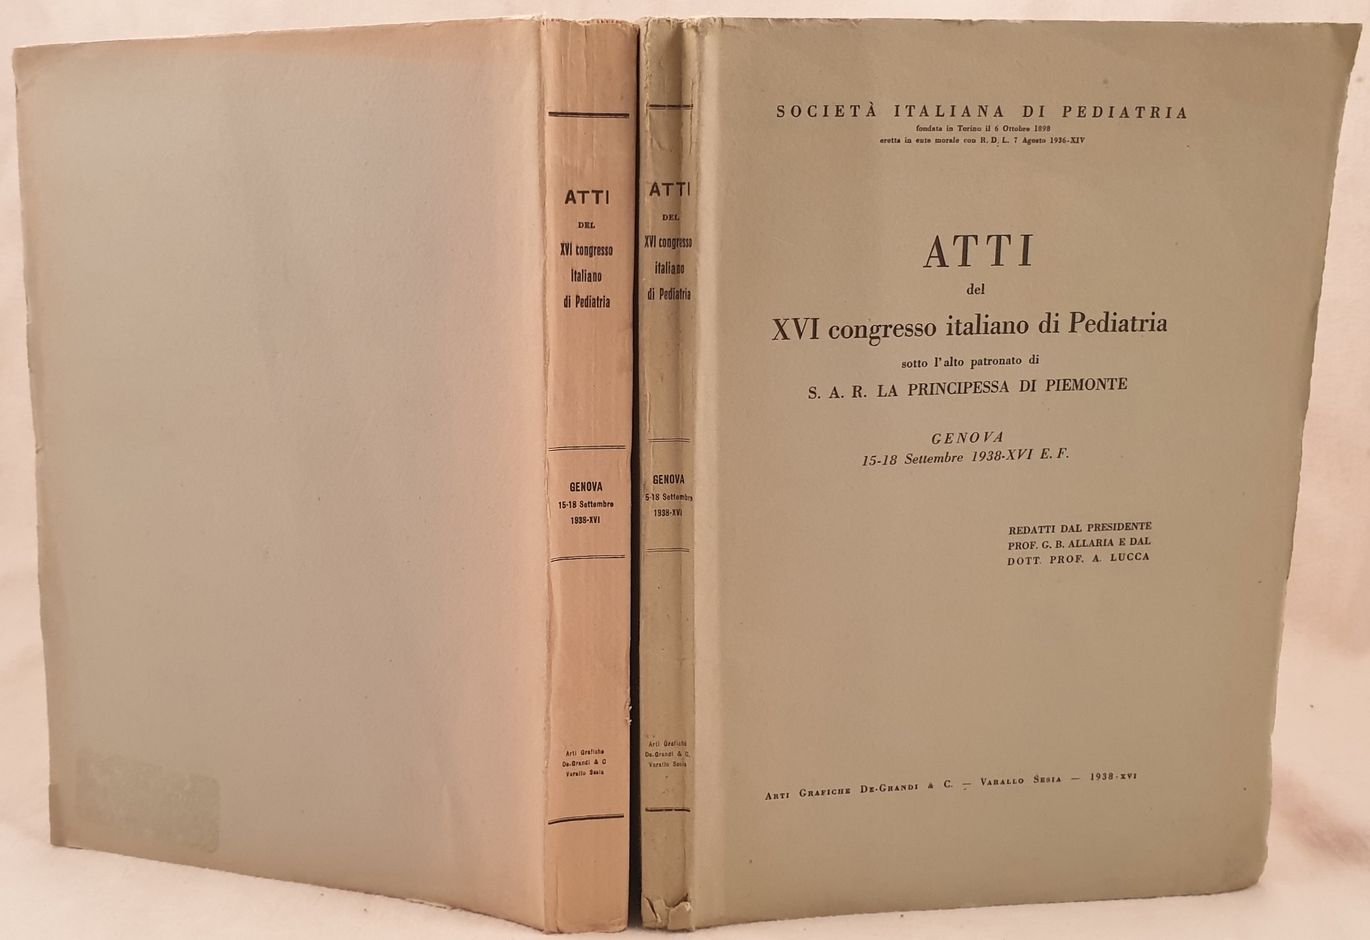 ATTI
DEL
XVI congresso
italiano
di Pediatria
GENOVA
15-18 Settembre
1938-XVI
Arti Grafiche
De-Grandi & C
Varallo Sesia
ATTI
DEL
XVI congresso
italiano
di Pediatria
GENOVA
5-18 Settembre
1938-XVI
Arti Grafiche
De-Grandi & C.
Varallo Sesia
SOCIETÀ ITALIANA DI PEDIATRIA
fondata in Torino il 6 Ottobre 1898
eretta in ente morale con R. D. L. 7 Agosto 1936-XIV
ATTI
del
XVI congresso italiano di Pediatria
sotto l'alto patronato di
S. A. R. LA PRINCIPESSA DI PIEMONTE
GENOVA
15-18 Settembre 1938-XVI E. F.
REDATTI DAL PRESIDENTE
PROF. G. B. ALLARIA E DAL
DOTT. PROF. A. LUCCA
ARTI GRAFICHE DE-GRANDI & C. — VARALLO SESIA — 1938-XVI